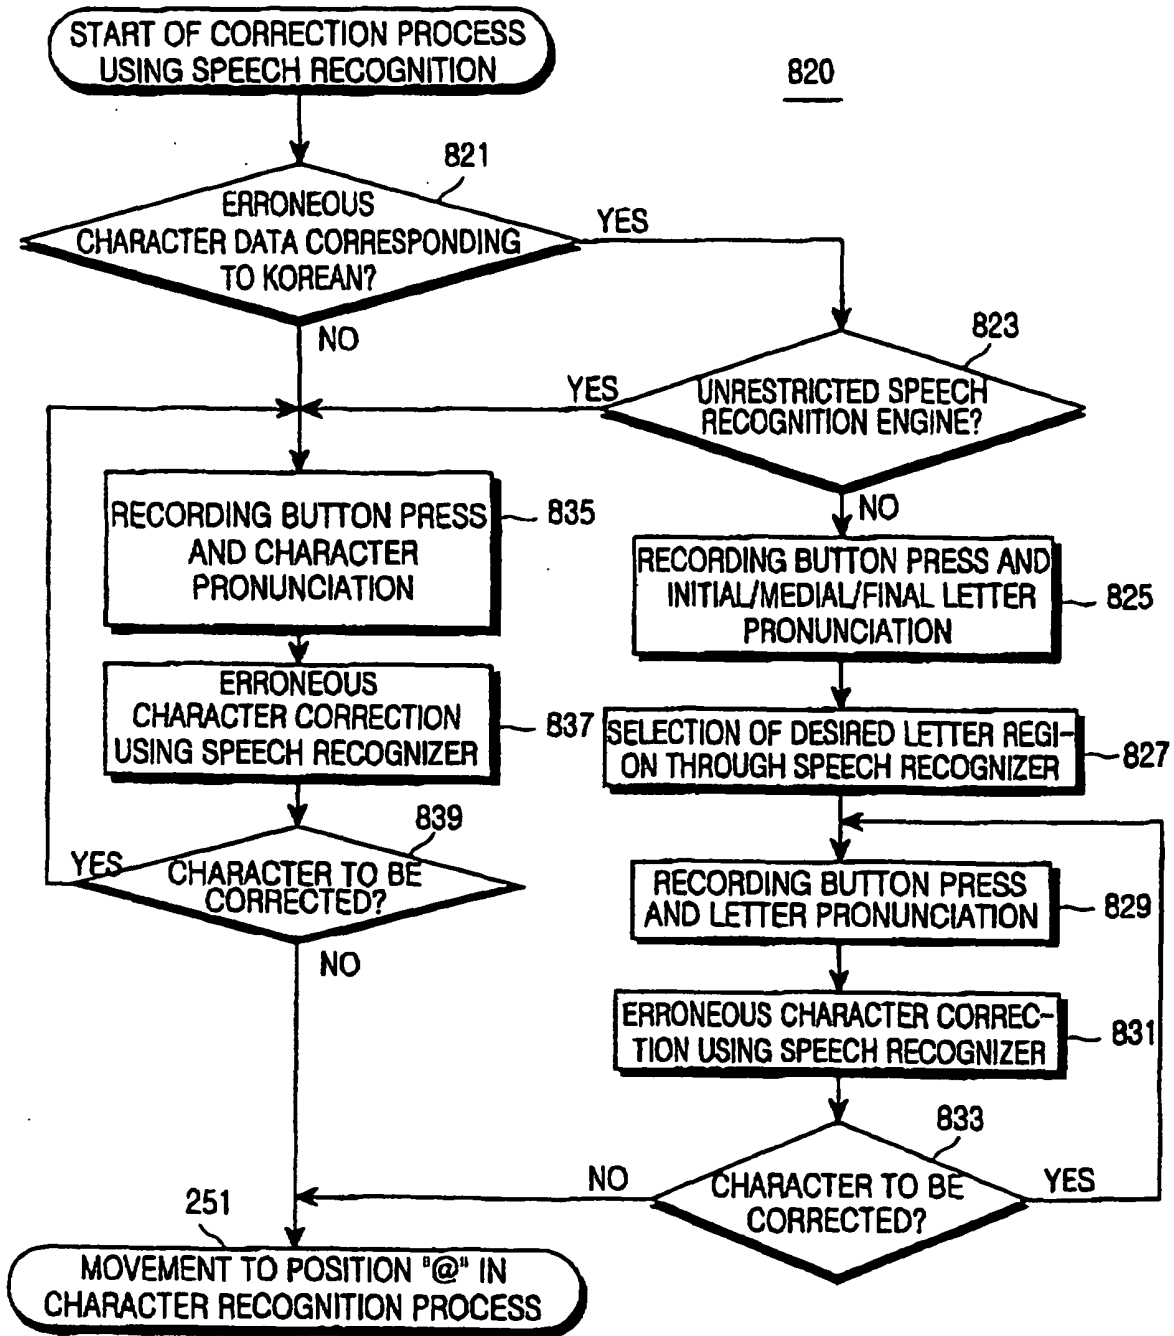 START OF CORRECTION PROCESS
USING SPEECH RECOGNITION
820
821
ERRONEOUS
CHARACTER DATA CORRESPONDING
TO KOREAN?
YES
NO
823
UNRESTRICTED SPEECH
RECOGNITION ENGINE?
YES
NO
RECORDING BUTTON PRESS
AND CHARACTER
PRONUNCIATION
835
RECORDING BUTTON PRESS AND
INITIAL/MEDIAL/FINAL LETTER
PRONUNCIATION
825
ERRONEOUS
CHARACTER CORRECTION
USING SPEECH RECOGNIZER
837
SELECTION OF DESIRED LETTER REGI-
ON THROUGH SPEECH RECOGNIZER
827
839
CHARACTER TO BE
CORRECTED?
YES
NO
RECORDING BUTTON PRESS
AND LETTER PRONUNCIATION
829
ERRONEOUS CHARACTER CORREC-
TION USING SPEECH RECOGNIZER
831
833
CHARACTER TO BE
CORRECTED?
NO
YES
251
MOVEMENT TO POSITION "@" IN
CHARACTER RECOGNITION PROCESS